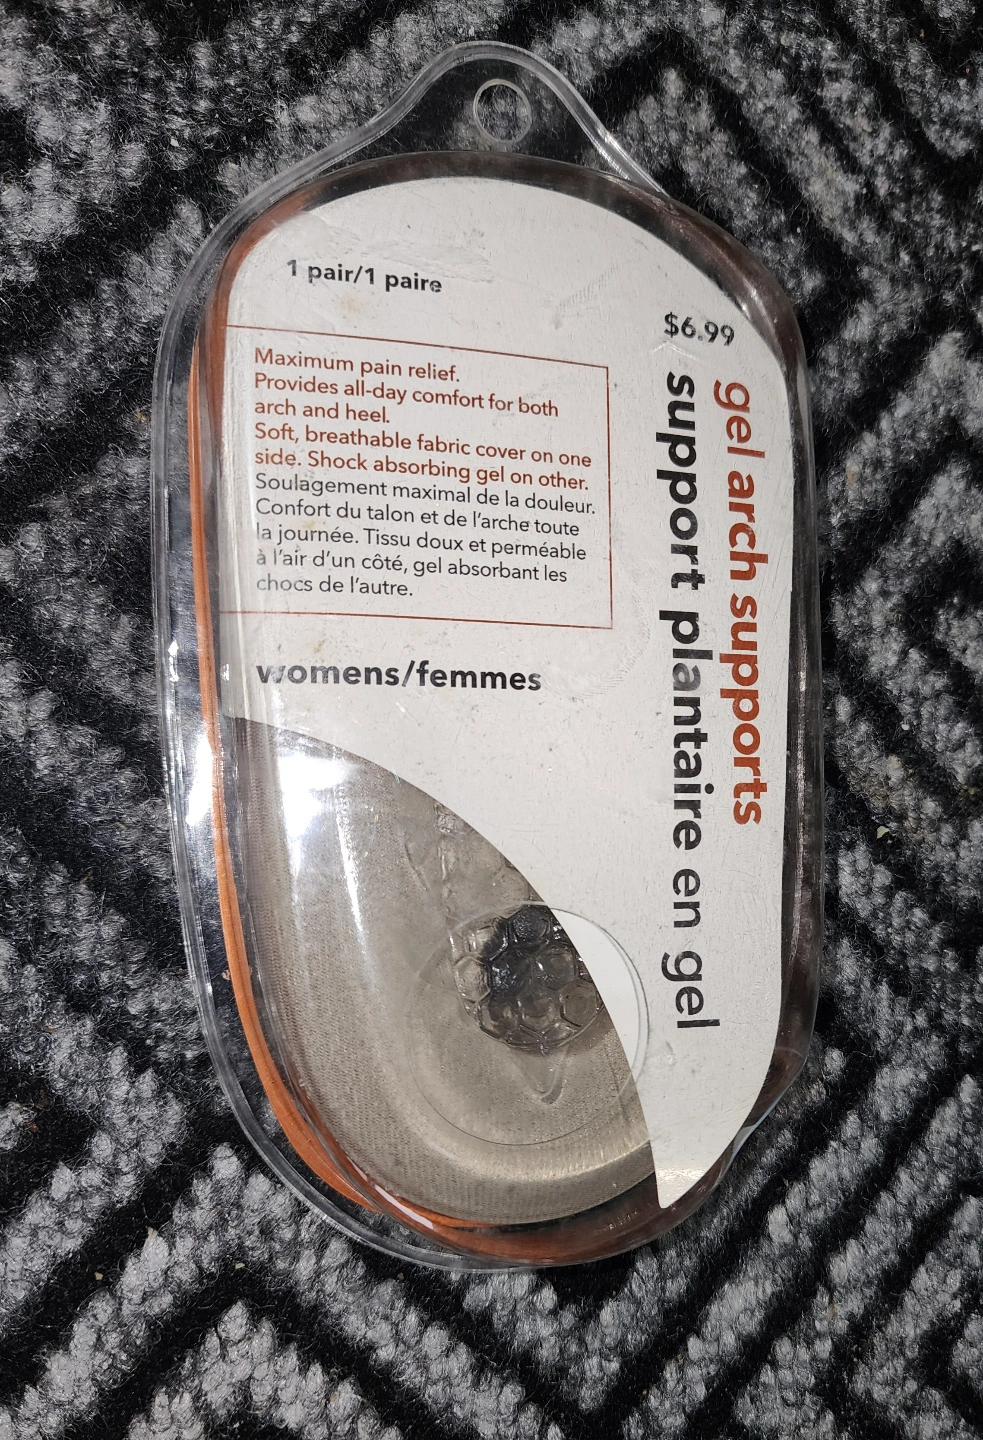 1 pair/1 paire
$6.99
Maximum pain relief.
Provides all-day comfort for both
arch and heel.
Soft, breathable fabric cover on one
side. Shock absorbing gel on other.
Soulagement maximal de la douleur.
Confort du talon et de l'arche toute
la journée. Tissu doux et perméable
à l'air d'un côté, gel absorbant les
chocs de l'autre.
womens/femmes
gel arch supports
support plantaire en gel